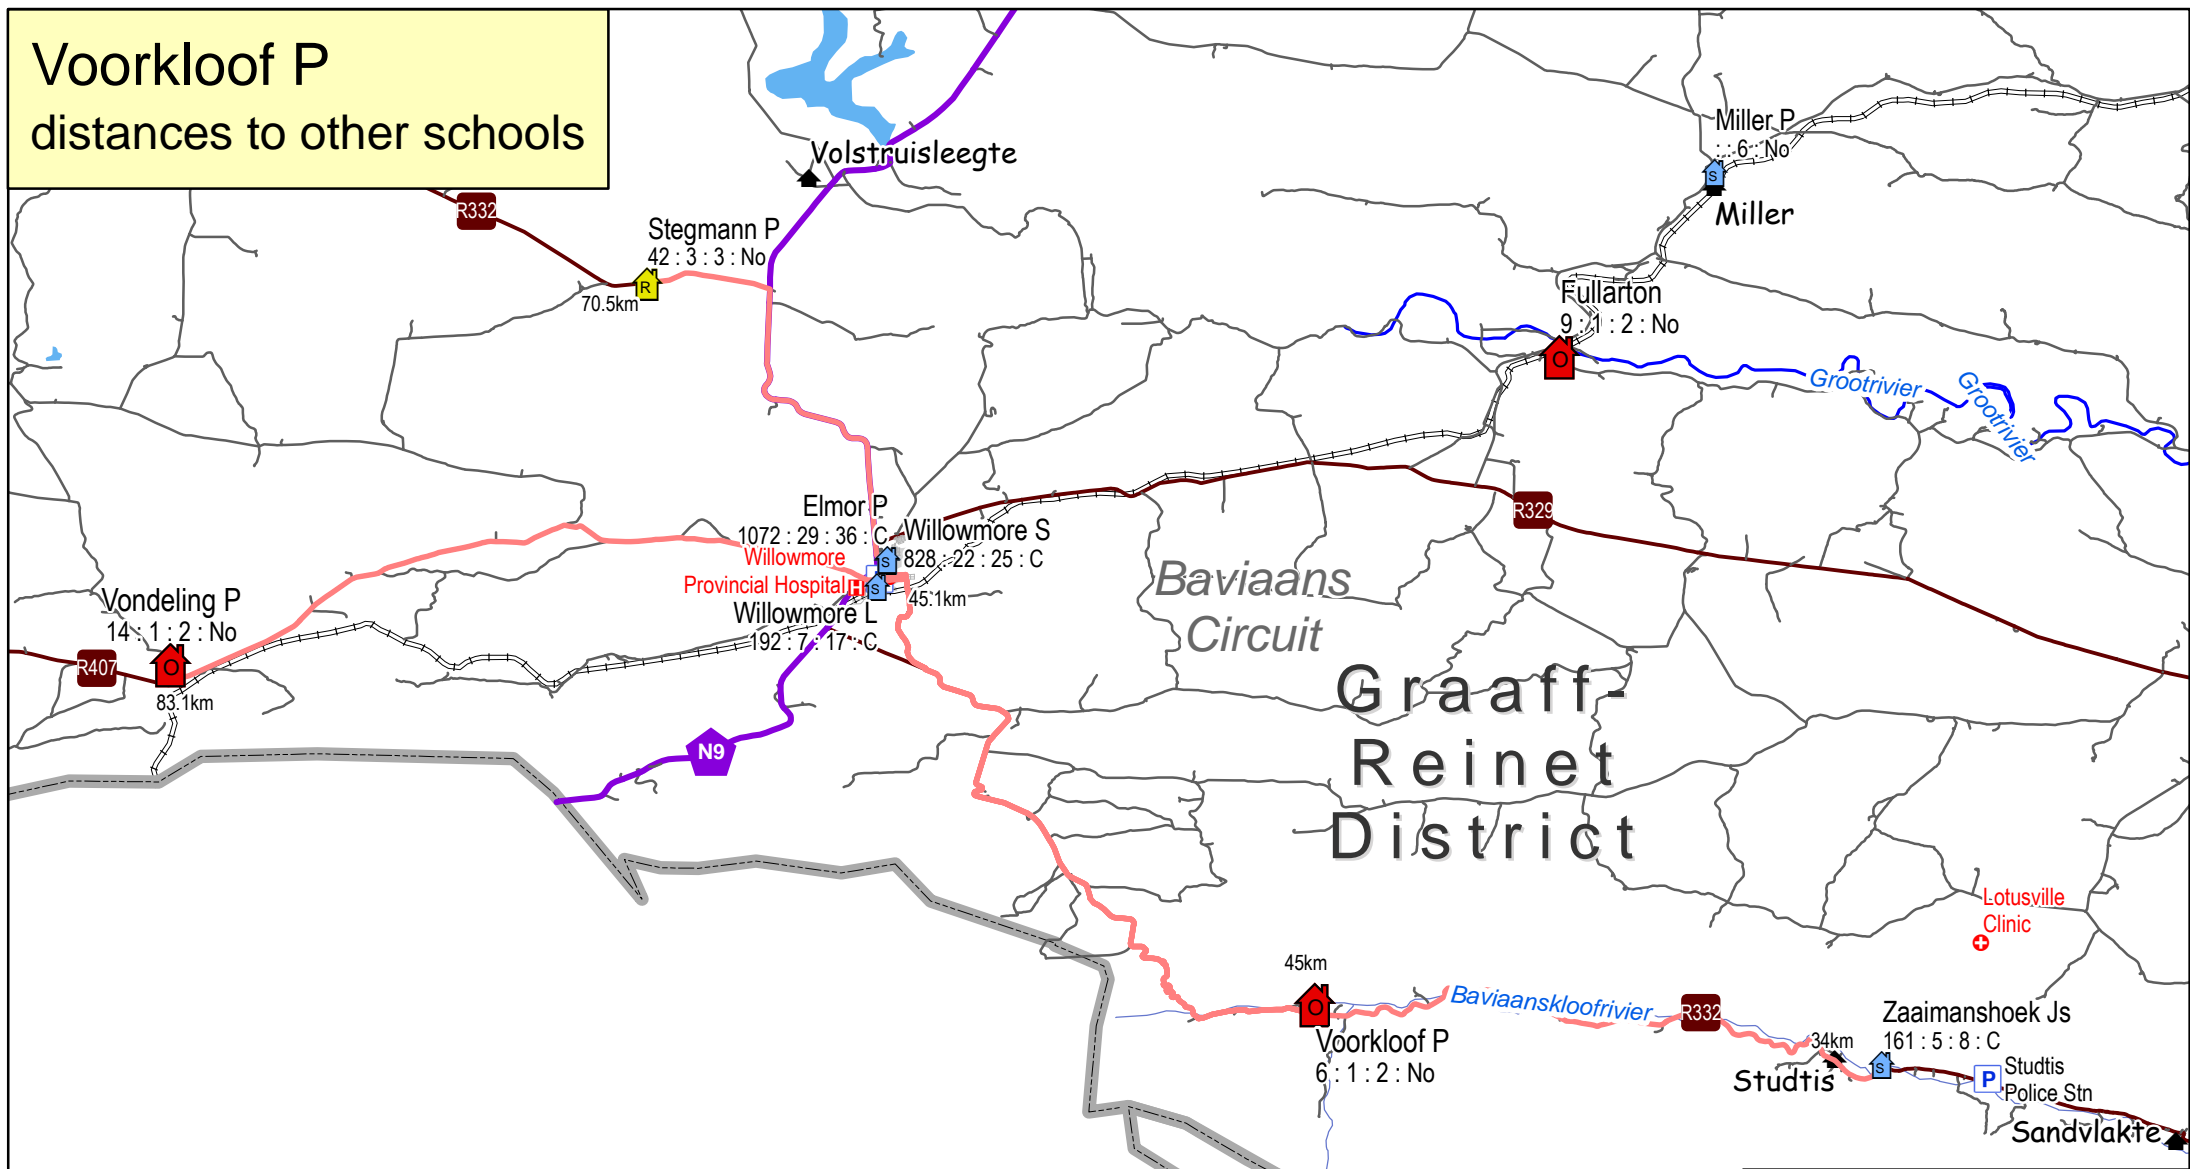 Voorkloof P
distances to other schools
Volstruisleegte
Miller P
: : 6 : No
Miller
R332
Stegmann P
42 : 3 : 3 : No
70.5km
R
S
Fullarton
9 : 1 : 2 : No
O
Grootrivier
Grootrivier
Elmor P
1072 : 29 : 36 : C
Willowmore S
828 : 22 : 25 : C
R329
Willowmore
Provincial Hospital
H
S
S
45.1km
Willowmore L
192 : 7 : 17 : C
Baviaans
Circuit
Vondeling P
14 : 1 : 2 : No
R407
O
83.1km
N9
Graaff-
Reinet
District
Lotusville
Clinic
45km
O
Voorkloof P
6 : 1 : 2 : No
Baviaanskloofrivier
R332
34km
Zaaimanshoek Js
161 : 5 : 8 : C
S
Studtis
P
Studtis
Police Stn
Sandvlakte